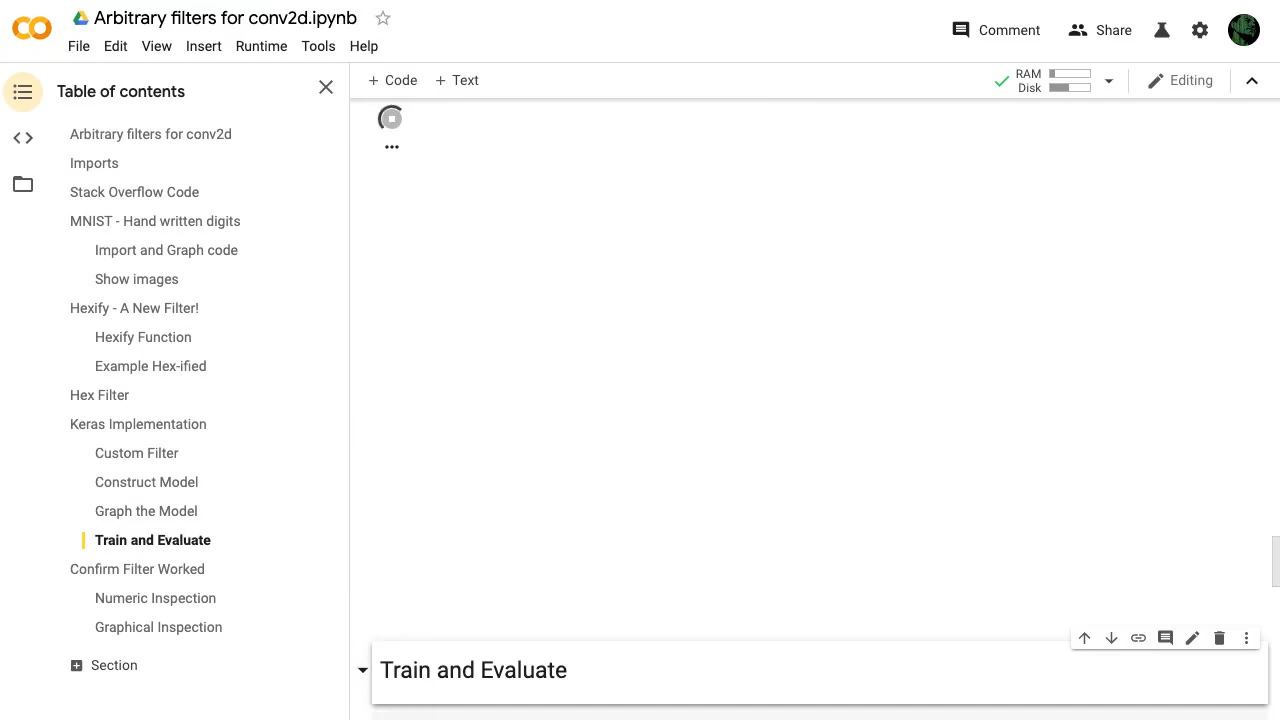 Arbitrary filters for conv2d.ipynb
File Edit View Insert Runtime Tools Help
Comment
Share
Table of contents
+ Code + Text
RAM
Disk
Editing
Arbitrary filters for conv2d
Imports
Stack Overflow Code
MNIST - Hand written digits
Import and Graph code
Show images
Hexify - A New Filter!
Hexify Function
Example Hex-ified
Hex Filter
Keras Implementation
Custom Filter
Construct Model
Graph the Model
Train and Evaluate
Confirm Filter Worked
Numeric Inspection
Graphical Inspection
Section
Train and Evaluate